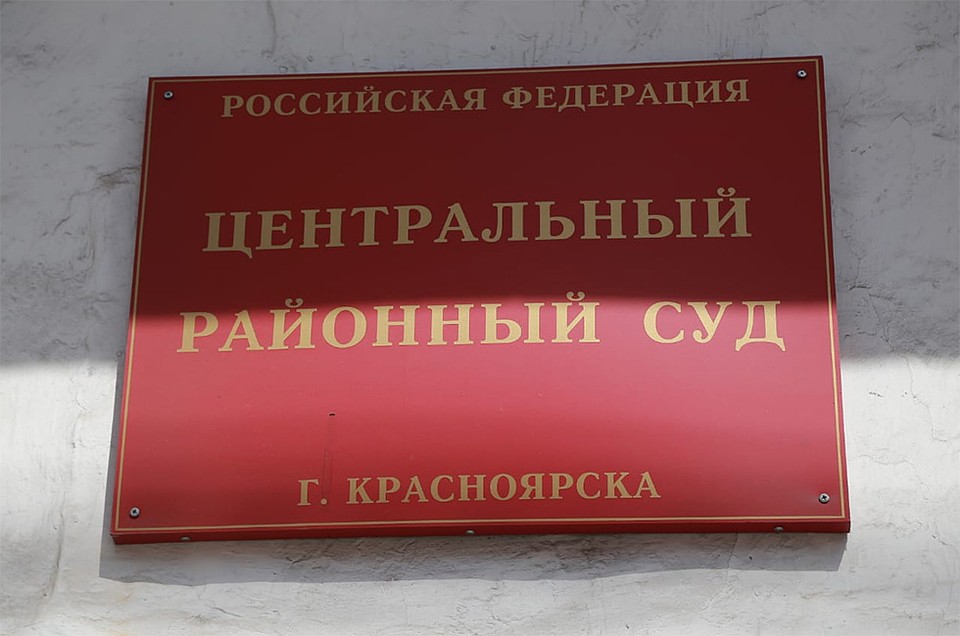 РОССИЙСКАЯ ФЕДЕРАЦИЯ
ЦЕНТРАЛЬНЫЙ
РАЙОННЫЙ СУД
Г. КРАСНОЯРСКА